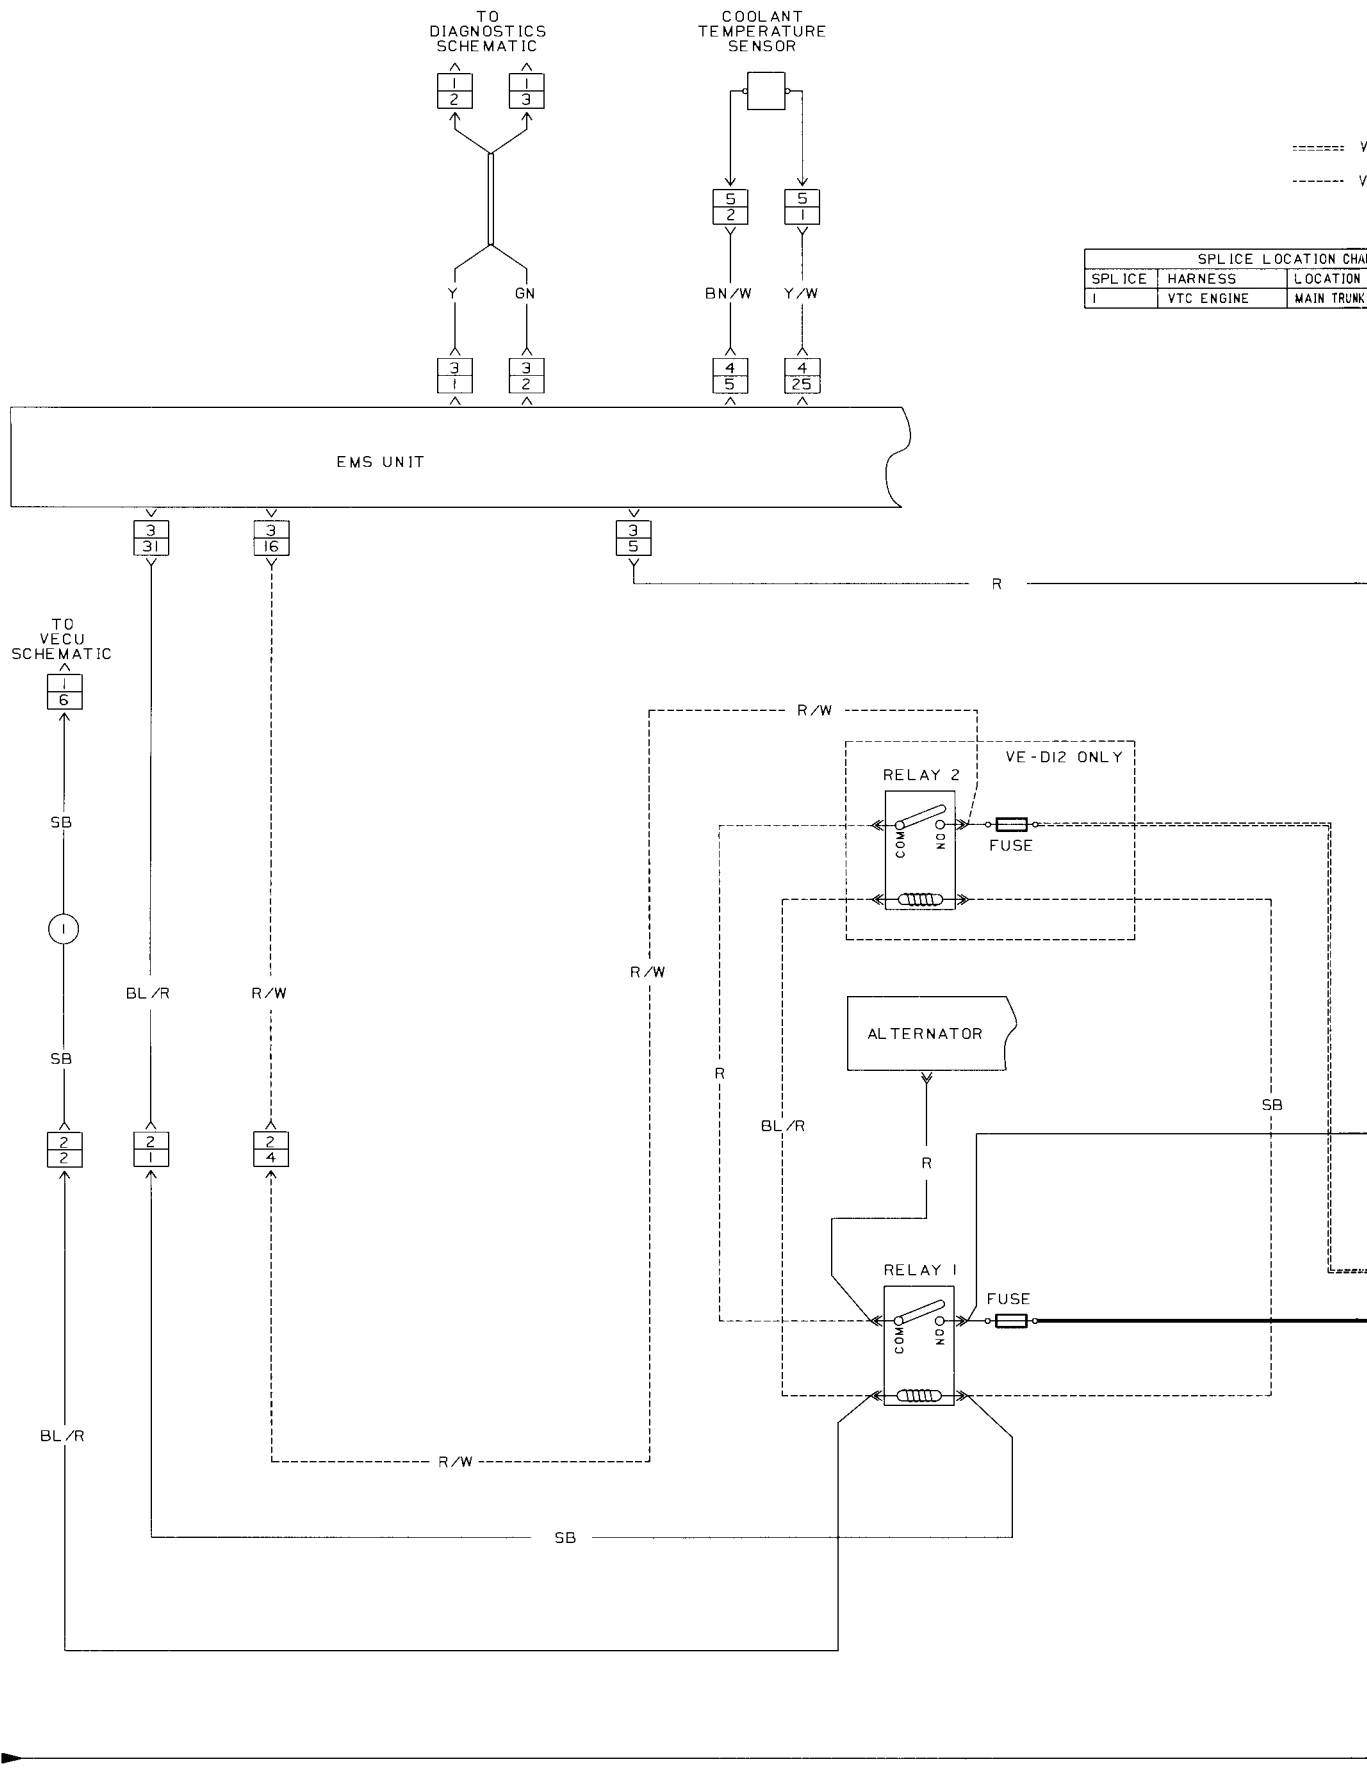 TO
DIAGNOSTICS
SCHEMATIC
COOLANT
TEMPERATURE
SENSOR
1
2
1
3
V
V
5
2
5
1
SPLICE LOCATION CHA
SPLICE HARNESS LOCATION
1 VTC ENGINE MAIN TRUNK
Y GN BN/W Y/W
3
1
3
2
4
5
4
25
EMS UNIT
3
31
3
16
3
5
R
TO
VECU
SCHEMATIC
1
6
R/W
VE-D12 ONLY
RELAY 2
COM
NO
FUSE
SB
1
R/W
BL/R R/W
ALTERNATOR
SB
R
SB
BL/R
2
2
2
1
2
4
R
RELAY 1
FUSE
COM
NO
BL/R
R/W
SB